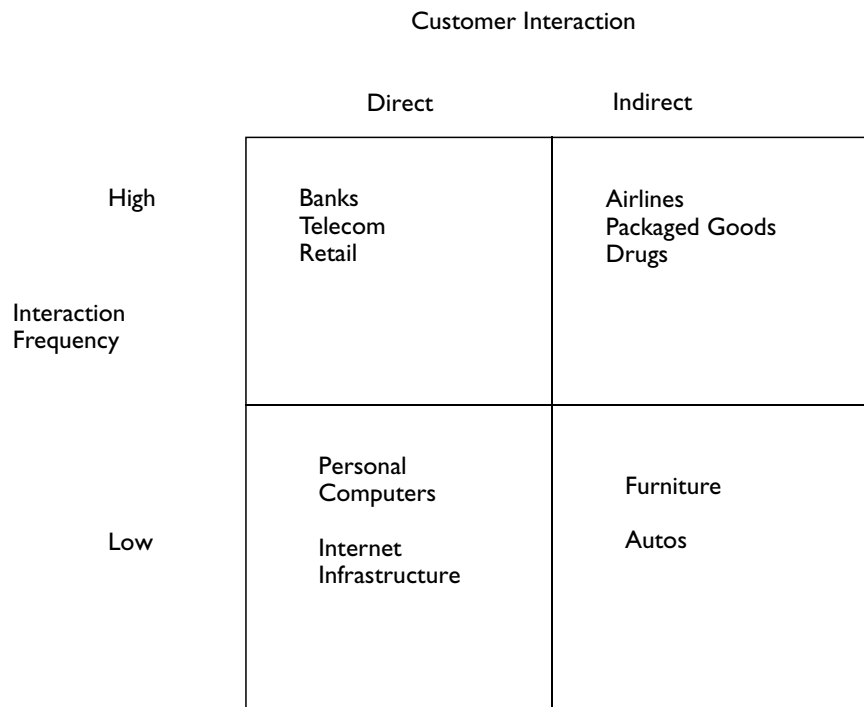 Customer Interaction
Direct
Indirect
High
Banks
Telecom
Retail
Airlines
Packaged Goods
Drugs
Interaction
Frequency
Low
Personal
Computers
Internet
Infrastructure
Furniture
Autos